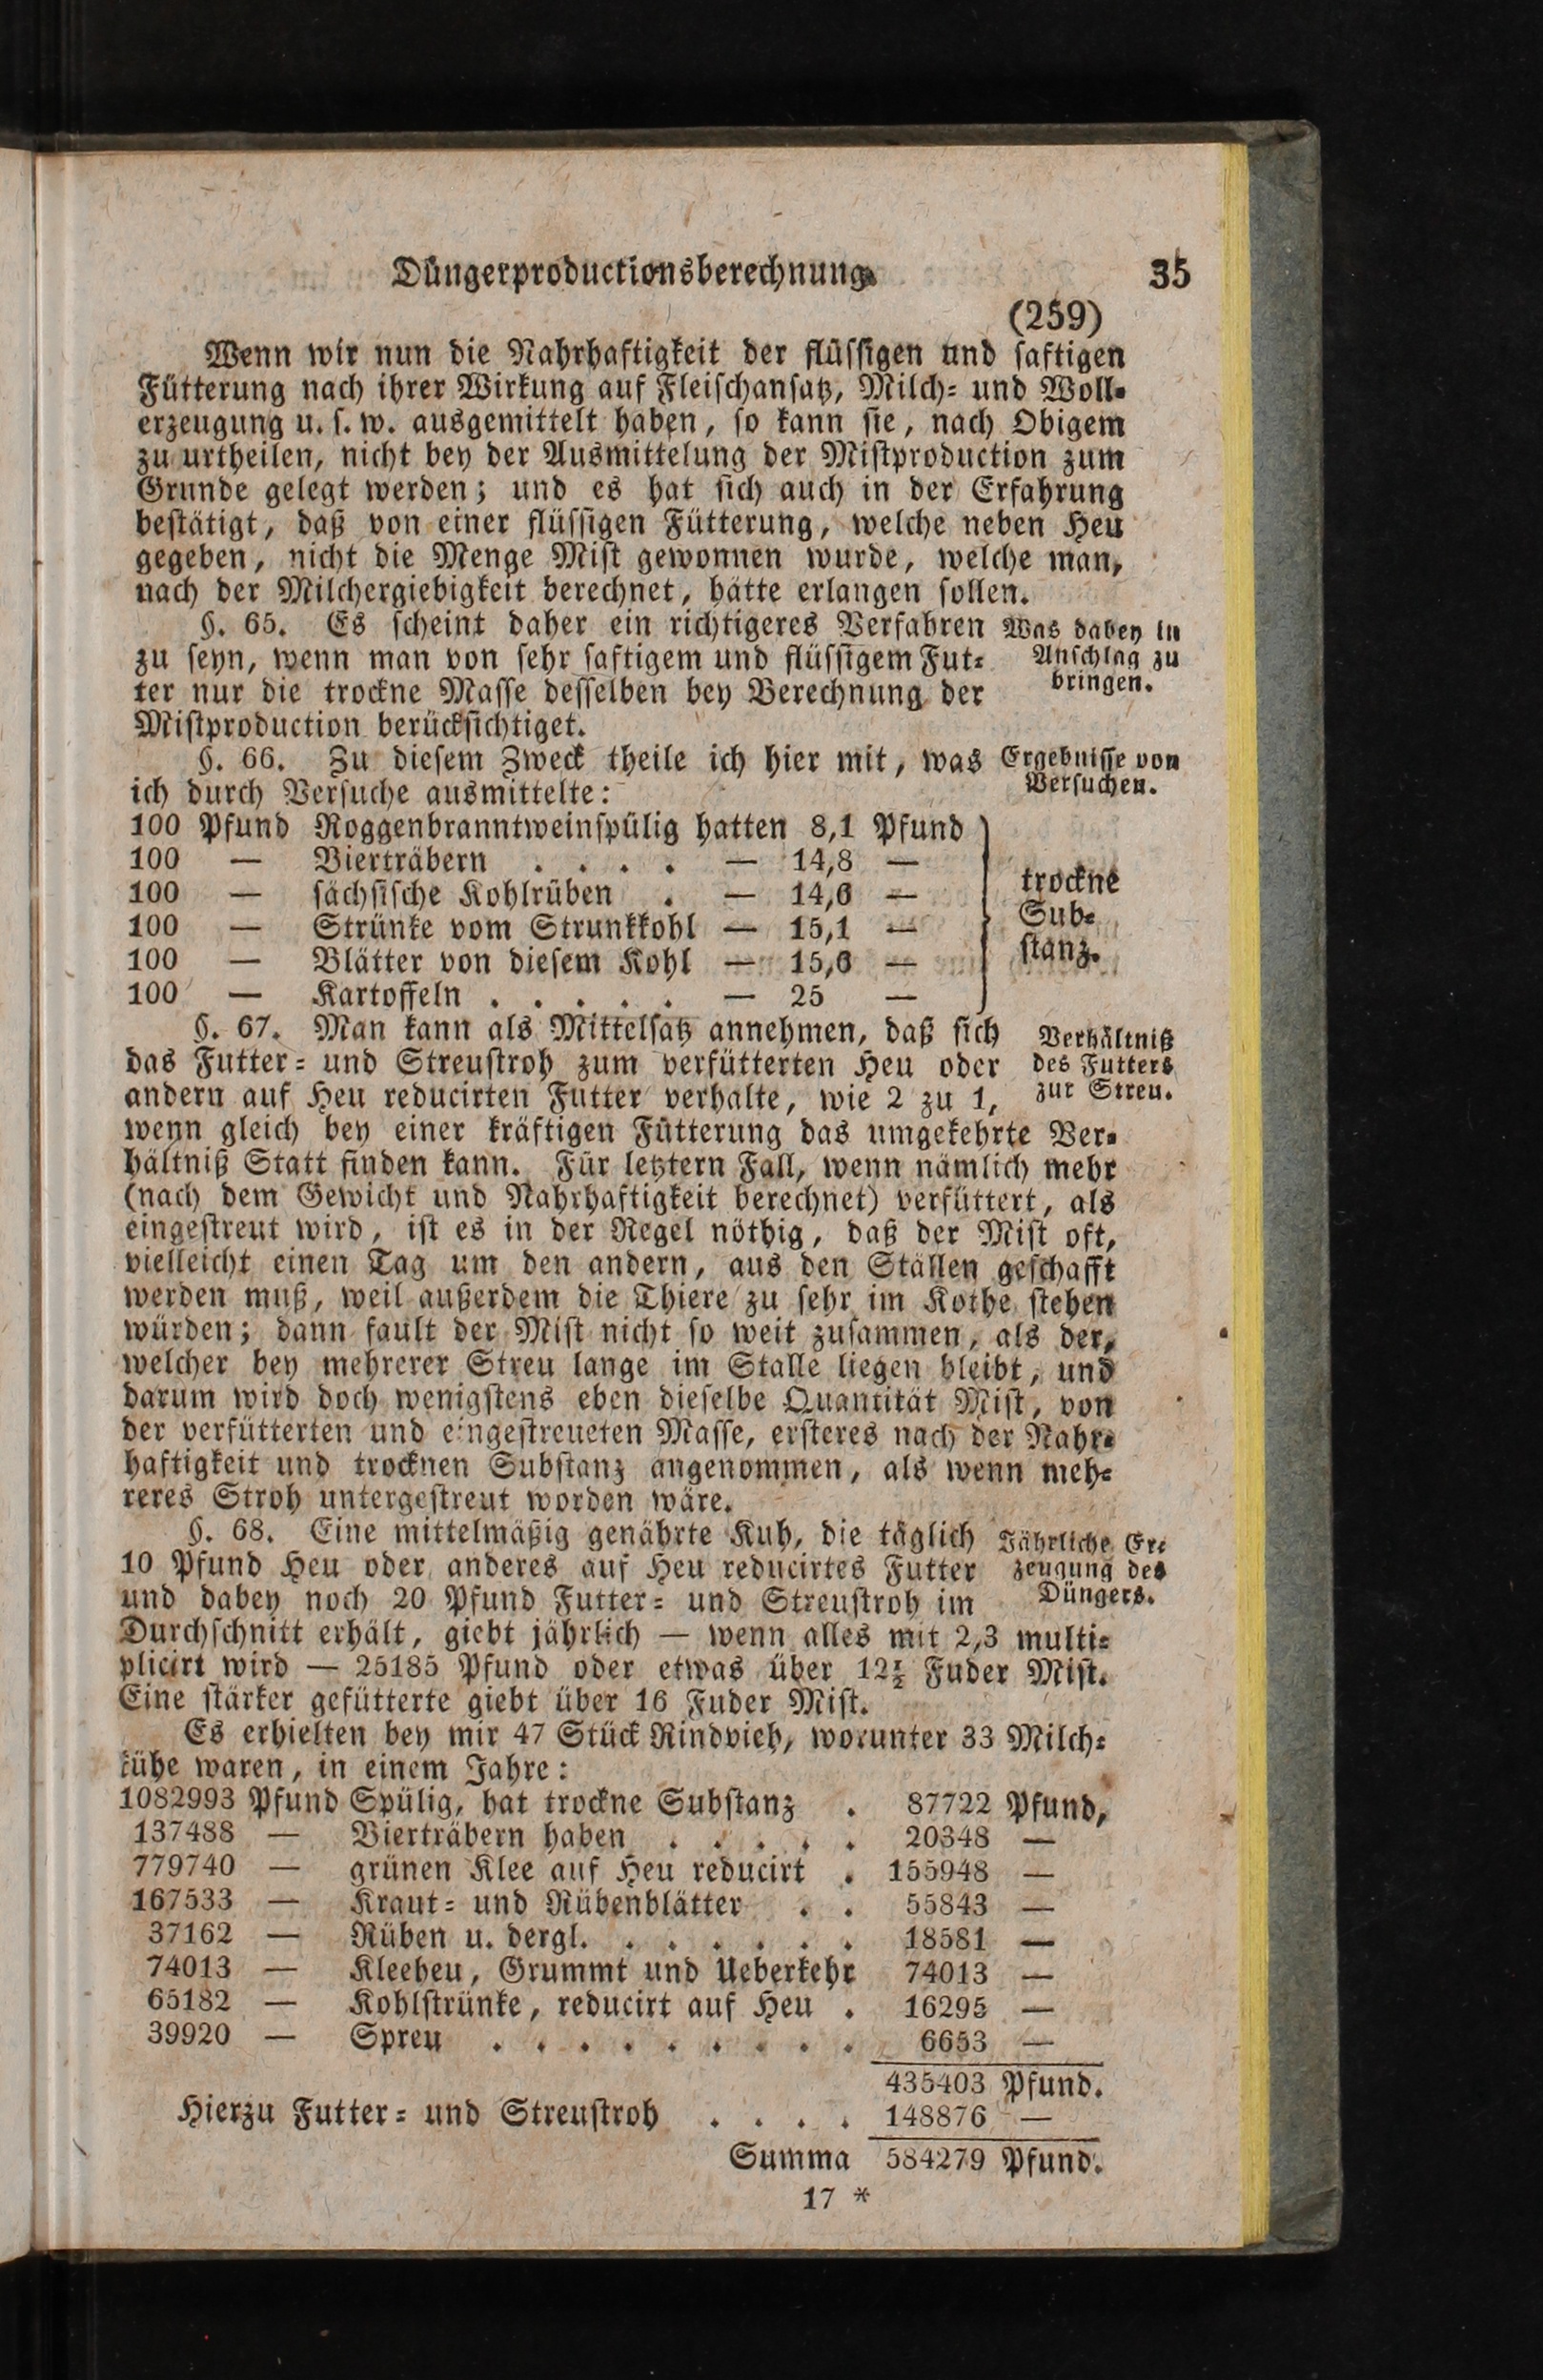 Düngerproductionsberechnung. 35
(259)
Wenn wir nun die Nahrhaftigkeit der flüſſigen und ſaftigen
Fütterung nach ihrer Wirkung auf Fleiſchanſatz, Milch- und Woll-
erzeugung u. ſ. w. ausgemittelt haben, ſo kann ſie, nach Obigem
zu urtheilen, nicht bey der Ausmittelung der Miſtproduction zum
Grunde gelegt werden; und es hat ſich auch in der Erfahrung
beſtätigt, daß von einer flüſſigen Fütterung, welche neben Heu
gegeben, nicht die Menge Miſt gewonnen wurde, welche man,
nach der Milchergiebigkeit berechnet, hätte erlangen ſollen.
§. 65. Es ſcheint daher ein richtigeres Verfahren
zu ſeyn, wenn man von ſehr ſaftigem und flüſſigem Fut-
ter nur die trockne Maſſe deſſelben bey Berechnung der
Miſtproduction berückſichtiget.
Was dabey in
Anſchlag zu
bringen.
§. 66. Zu dieſem Zweck theile ich hier mit, was
ich durch Verſuche ausmittelte:
Ergebniſſe von
Verſuchen.
100 Pfund Roggenbranntweinſpülig hatten 8,1 Pfund
100 — Bierträbern . . . . — 14,8 —
100 — ſächſiſche Kohlrüben . — 14,6 —
100 — Strünke vom Strunkkohl — 15,1 —
100 — Blätter von dieſem Kohl — 15,6 —
100 — Kartoffeln . . . . . — 25 —
trockne
Sub-
ſtanz.
§. 67. Man kann als Mittelſatz annehmen, daß ſich
das Futter- und Streuſtroh zum verfütterten Heu oder
andern auf Heu reducirten Futter verhalte, wie 2 zu 1,
Verhältniß
des Futters
zur Streu.
wenn gleich bey einer kräftigen Fütterung das umgekehrte Ver-
hältniß Statt finden kann. Für letztern Fall, wenn nämlich mehr
(nach dem Gewicht und Nahrhaftigkeit berechnet) verfüttert, als
eingeſtreut wird, iſt es in der Regel nöthig, daß der Miſt oft,
vielleicht einen Tag um den andern, aus den Ställen geſchafft
werden muß, weil außerdem die Thiere zu ſehr im Kothe ſtehen
würden; dann fault der Miſt nicht ſo weit zuſammen, als der,
welcher bey mehrerer Streu lange im Stalle liegen bleibt, und
darum wird doch wenigſtens eben dieſelbe Quantität Miſt, von
der verfütterten und eingeſtreueten Maſſe, erſteres nach der Nahr-
haftigkeit und trocknen Subſtanz angenommen, als wenn meh-
reres Stroh untergeſtreut worden wäre.
§. 68. Eine mittelmäßig genährte Kuh, die täglich
10 Pfund Heu oder anderes auf Heu reducirtes Futter
und dabey noch 20 Pfund Futter- und Streuſtroh im
Jährliche Er-
zeugung des
Düngers.
Durchſchnitt erhält, giebt jährlich — wenn alles mit 2,3 multi-
plicirt wird — 25185 Pfund oder etwas über 12½ Fuder Miſt.
Eine ſtärker gefütterte giebt über 16 Fuder Miſt.
Es erhielten bey mir 47 Stück Rindvieh, worunter 33 Milch-
kühe waren, in einem Jahre:
1082993 Pfund Spülig, hat trockne Subſtanz . 87722 Pfund,
137488 — Bierträbern haben . . . . . 20348 —
779740 — grünen Klee auf Heu reducirt . 155948 —
167533 — Kraut- und Rübenblätter . . 55843 —
37162 — Rüben u. dergl. . . . . . . 18581 —
74013 — Kleeheu, Grummt und Ueberkehr 74013 —
65182 — Kohlſtrünke, reducirt auf Heu . 16295 —
39920 — Spreu . . . . . . . . . 6653 —
435403 Pfund.
Hierzu Futter- und Streuſtroh . . . . 148876 —
Summa 584279 Pfund.
17 *